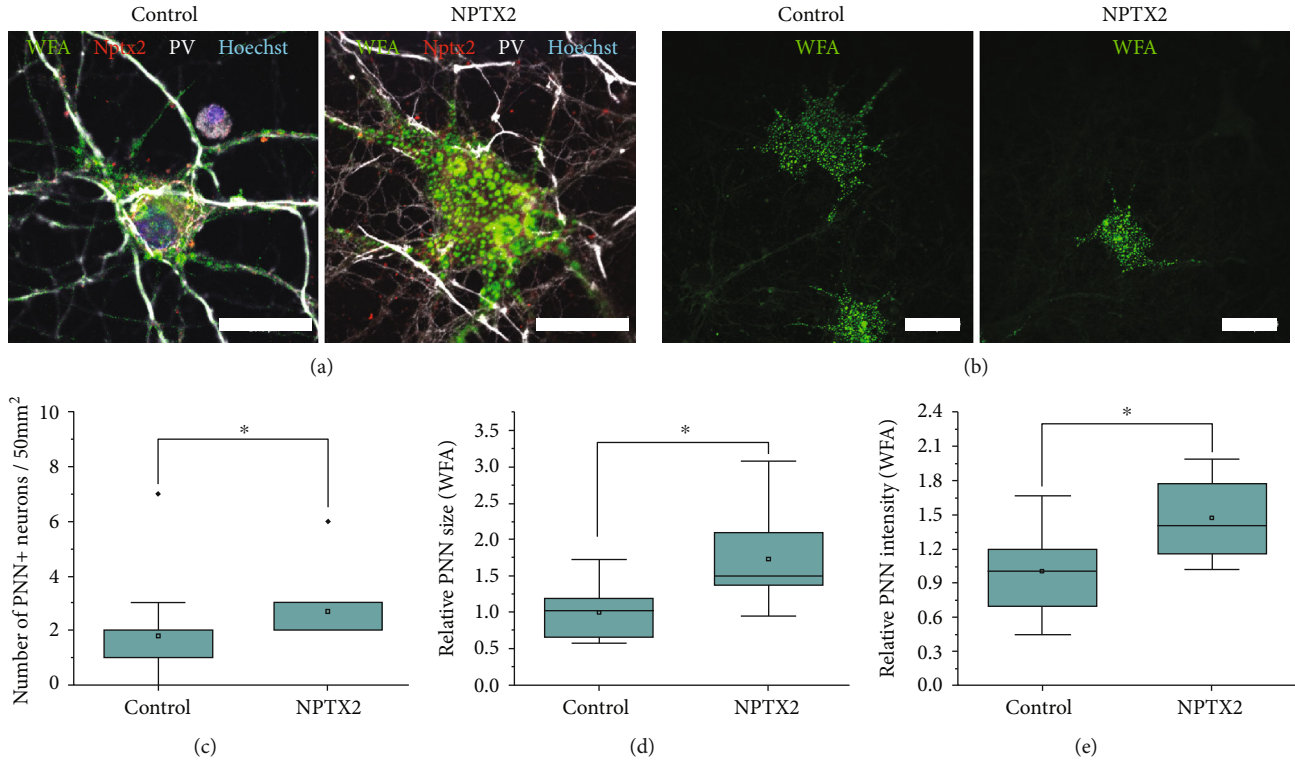 Control
NPTX2
Control
NPTX2
WFA Nptx2 PV Hoechst
WFA Nptx2 PV Hoechst
WFA
WFA
(a)
(b)
Number of PNN+ neurons / 50mm²
10
8
6
4
2
0
*
Control
NPTX2
(c)
Relative PNN size (WFA)
3.5
3.0
2.5
2.0
1.5
1.0
0.5
0.0
*
Control
NPTX2
(d)
Relative PNN intensity (WFA)
2.4
2.1
1.8
1.5
1.2
0.9
0.6
0.3
0.0
*
Control
NPTX2
(e)